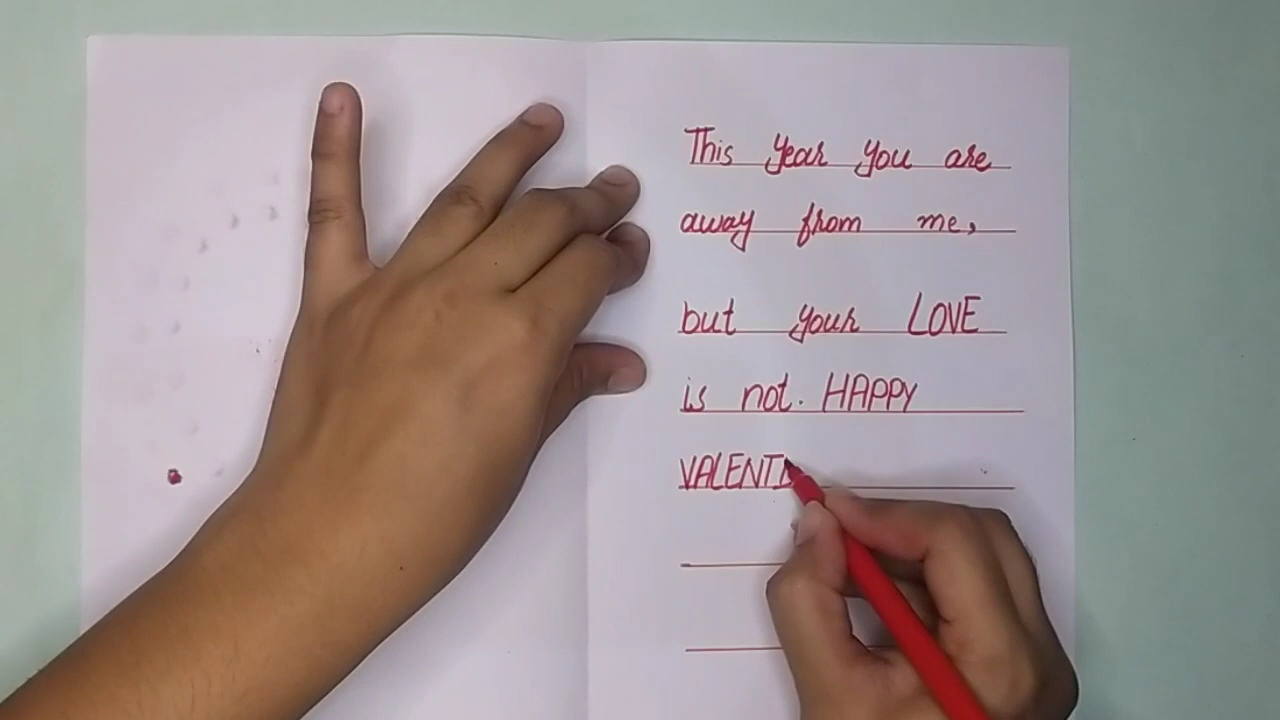 This year you are
away from me,
but your LOVE
is not. HAPPY
VALENTI